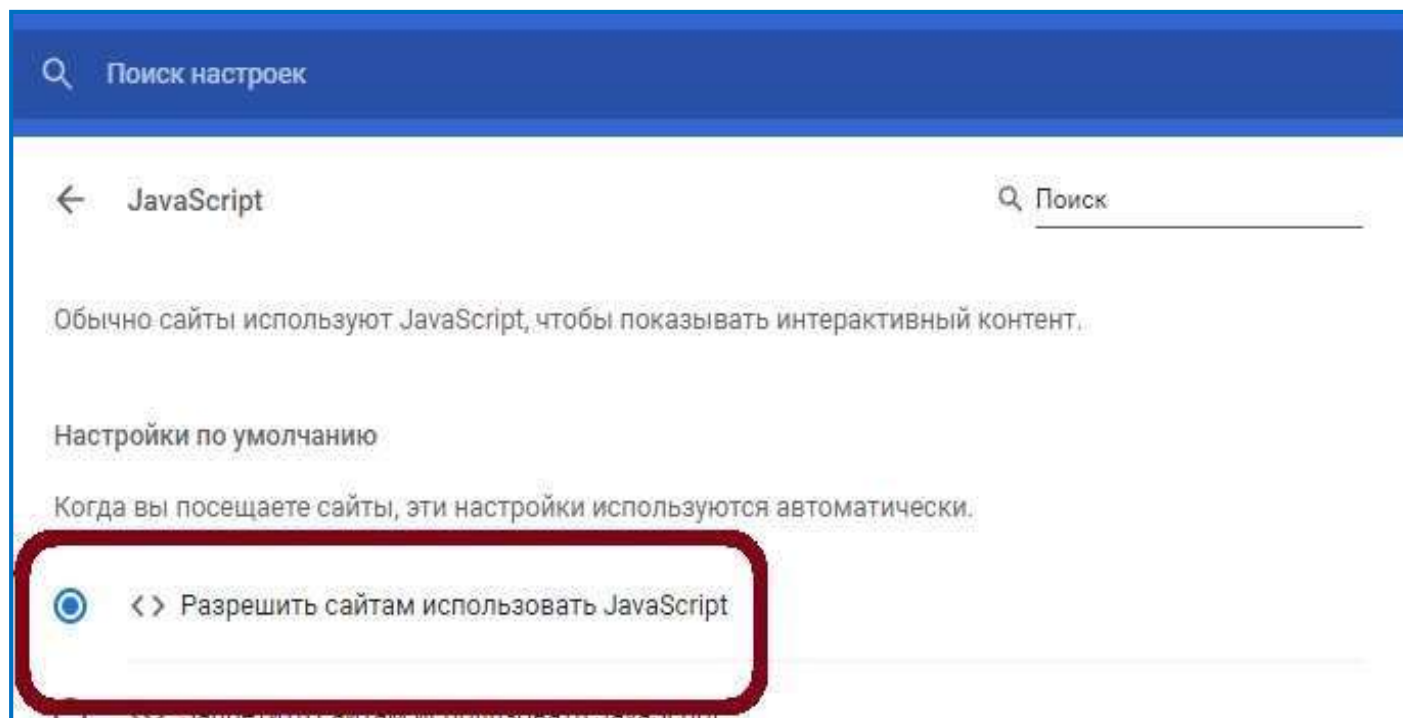 Поиск настроек
JavaScript
Поиск
Обычно сайты используют JavaScript, чтобы показывать интерактивный контент.
Настройки по умолчанию
Когда вы посещаете сайты, эти настройки используются автоматически.
<> Разрешить сайтам использовать JavaScript